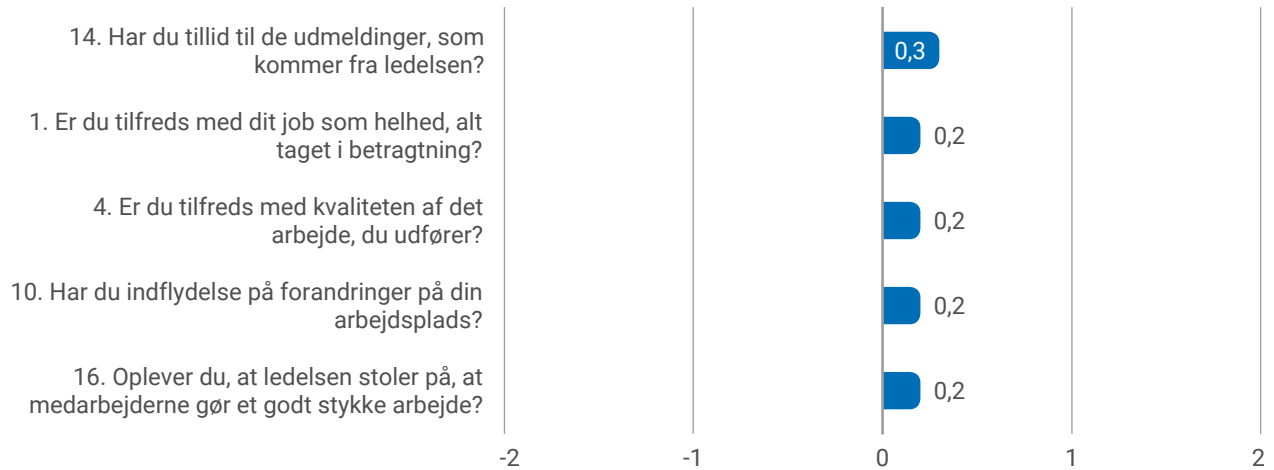 14. Har du tillid til de udmeldinger, som
kommer fra ledelsen?
0,3
1. Er du tilfreds med dit job som helhed, alt
taget i betragtning?
0,2
4. Er du tilfreds med kvaliteten af det
arbejde, du udfører?
0,2
10. Har du indflydelse på forandringer på din
arbejdsplads?
0,2
16. Oplever du, at ledelsen stoler på, at
medarbejderne gør et godt stykke arbejde?
0,2
-2 -1 0 1 2